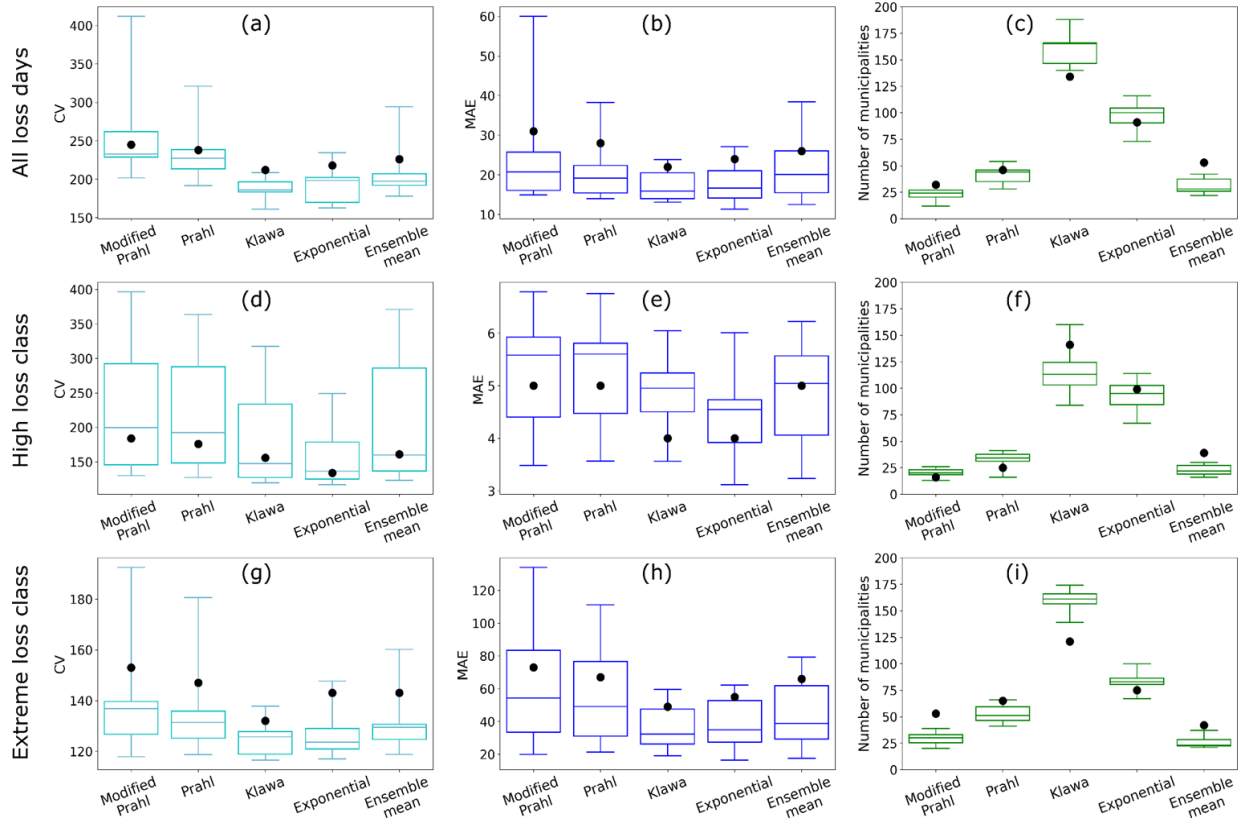 All loss days
(a)
CV
400
350
300
250
200
150
Modified
Prahl
Prahl
Klawa
Exponential
Ensemble
mean
(b)
MAE
60
50
40
30
20
10
Modified
Prahl
Prahl
Klawa
Exponential
Ensemble
mean
(c)
Number of municipalities
200
175
150
125
100
75
50
25
0
Modified
Prahl
Prahl
Klawa
Exponential
Ensemble
mean
High loss class
(d)
CV
400
350
300
250
200
150
Modified
Prahl
Prahl
Klawa
Exponential
Ensemble
mean
(e)
MAE
6
5
4
3
Modified
Prahl
Prahl
Klawa
Exponential
Ensemble
mean
(f)
Number of municipalities
200
175
150
125
100
75
50
25
0
Modified
Prahl
Prahl
Klawa
Exponential
Ensemble
mean
Extreme loss class
(g)
CV
180
160
140
120
Modified
Prahl
Prahl
Klawa
Exponential
Ensemble
mean
(h)
MAE
120
100
80
60
40
20
Modified
Prahl
Prahl
Klawa
Exponential
Ensemble
mean
(i)
Number of municipalities
200
175
150
125
100
75
50
25
0
Modified
Prahl
Prahl
Klawa
Exponential
Ensemble
mean